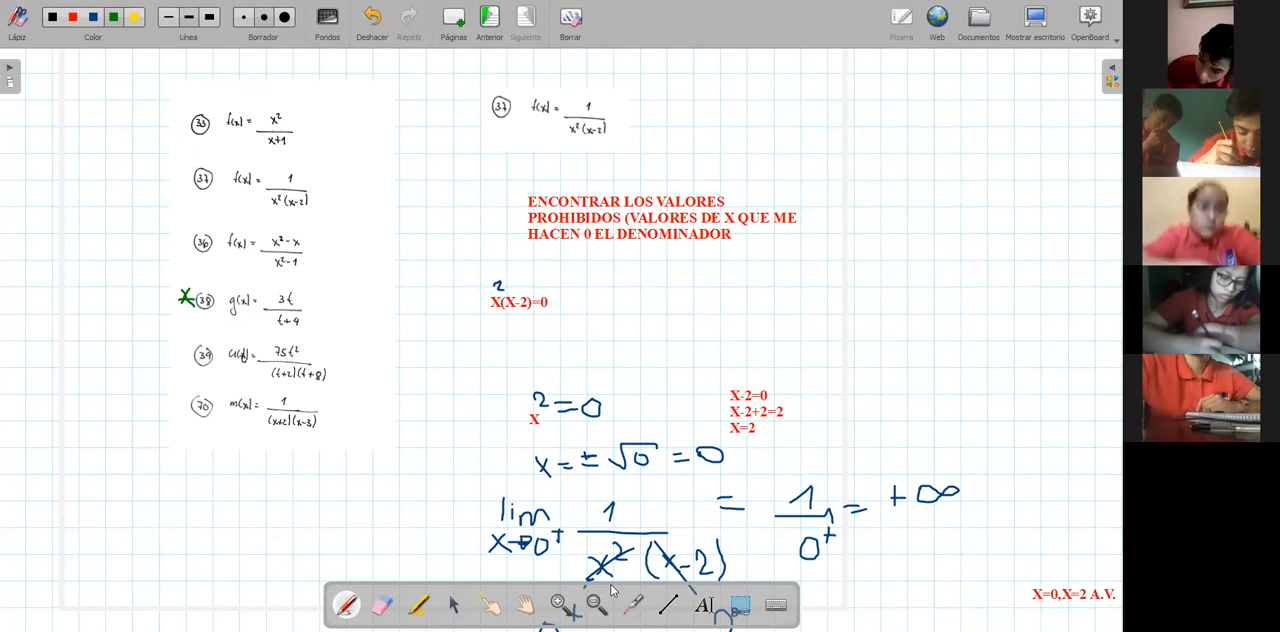 Lápiz
Color
Línea
Borrador
Fondos
Deshacer
Repetir
Páginas
Anterior
Siguiente
Borrar
Pizarra
Web
Documentos
Mostrar escritorio
OpenBoard
f(x) = x²
x+1
37 f(x) = 1
x²(x-2)
36 f(x) = x²-x
x²-1
X 38 g(x) = 3t
t+4
39 75t²
(t+2)(t+8)
70 m(x) = 1
(x+2)(x-3)
37 f(x) = 1
x²(x-2)
ENCONTRAR LOS VALORES
PROHIBIDOS (VALORES DE X QUE ME
HACEN 0 EL DENOMINADOR
2
X(X-2)=0
2 = 0
X
x = ± √0 = 0
X-2=0
X-2+2=2
X=2
lim 1 = 1 = +∞
x→0⁺ x²(x-2) 0⁺
X=0,X=2 A.V.